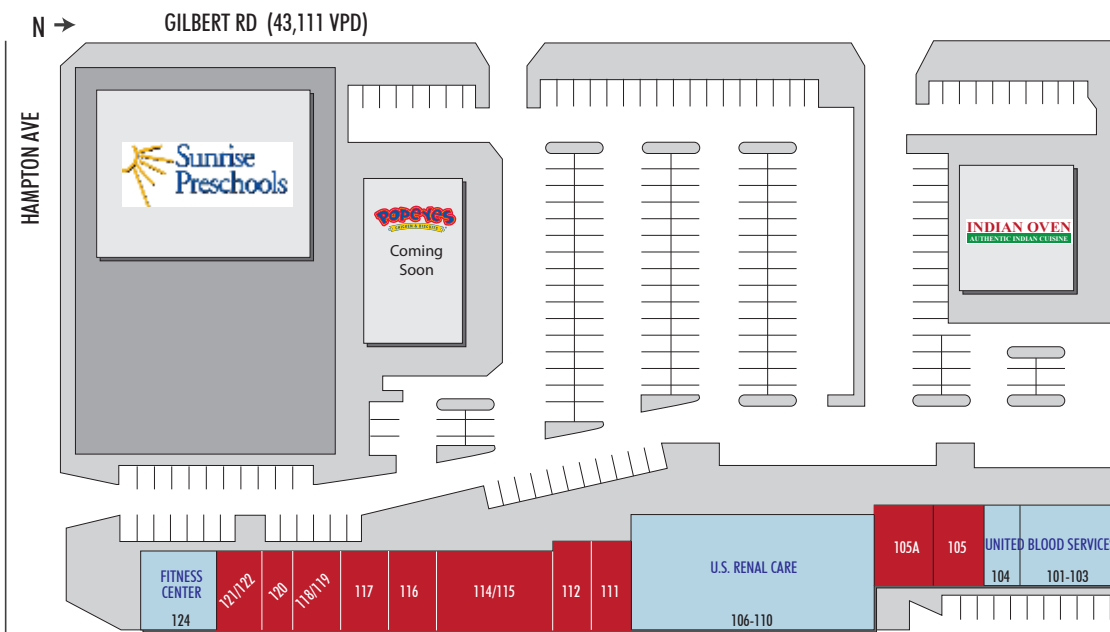 N
GILBERT RD (43,111 VPD)
HAMPTON AVE
Sunrise
Preschools
POPEYES
CHICKEN & BISCUITS
Coming
Soon
INDIAN OVEN
AUTHENTIC INDIAN CUISINE
FITNESS
CENTER
124
121/122
120
118/119
117
116
114/115
112
111
U.S. RENAL CARE
106-110
105A
105
UNITED BLOOD SERVICE
104
101-103